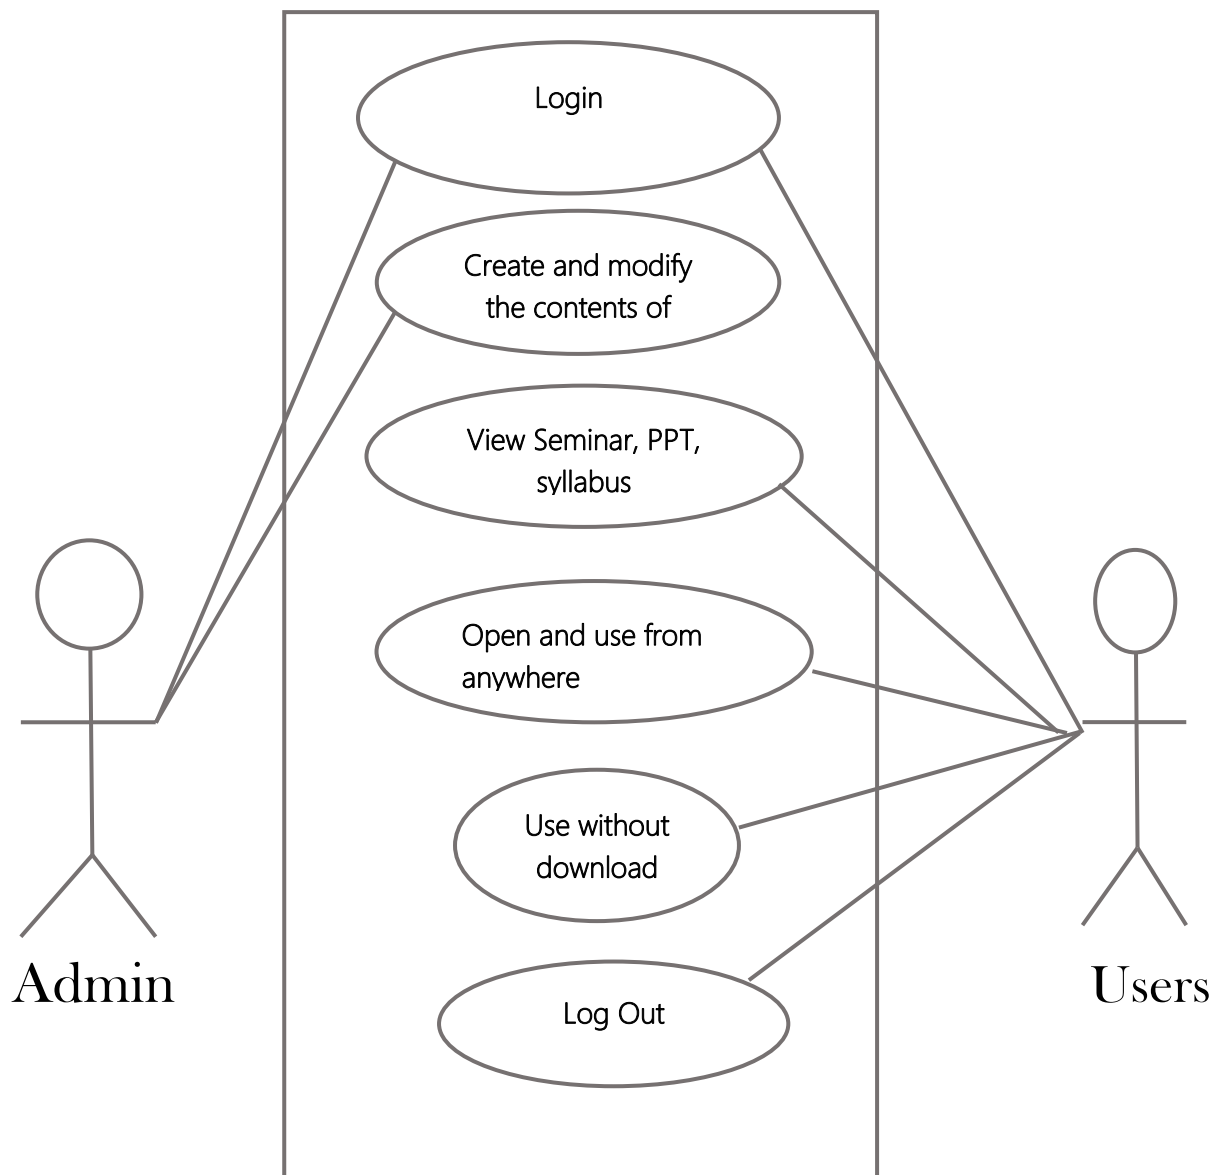 Login
Create and modify
the contents of
View Seminar, PPT,
syllabus
Open and use from
anywhere
Use without
download
Log Out
Admin
Users